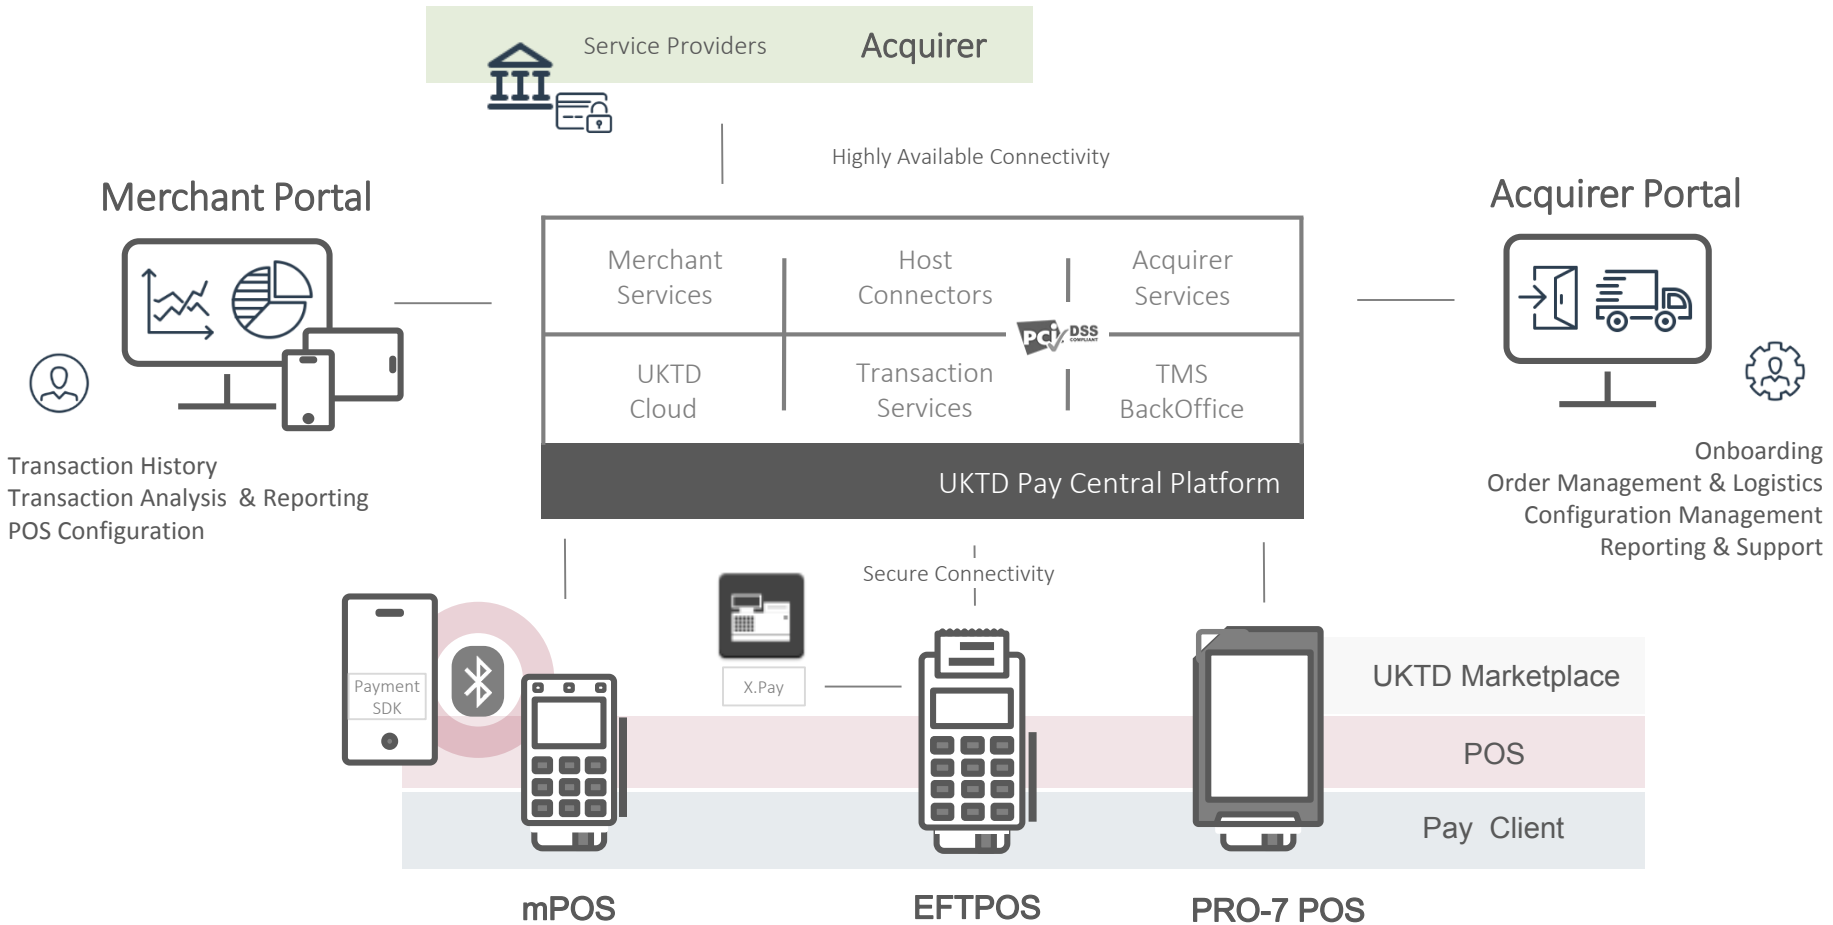 Service Providers
Acquirer
Highly Available Connectivity
Merchant Portal
Acquirer Portal
Merchant
Services
Host
Connectors
Acquirer
Services
PCi DSS
COMPLIANT
UKTD
Cloud
Transaction
Services
TMS
BackOffice
UKTD Pay Central Platform
Transaction History
Transaction Analysis & Reporting
POS Configuration
Onboarding
Order Management & Logistics
Configuration Management
Reporting & Support
Secure Connectivity
Payment
SDK
X.Pay
UKTD Marketplace
POS
Pay Client
mPOS
EFTPOS
PRO-7 POS